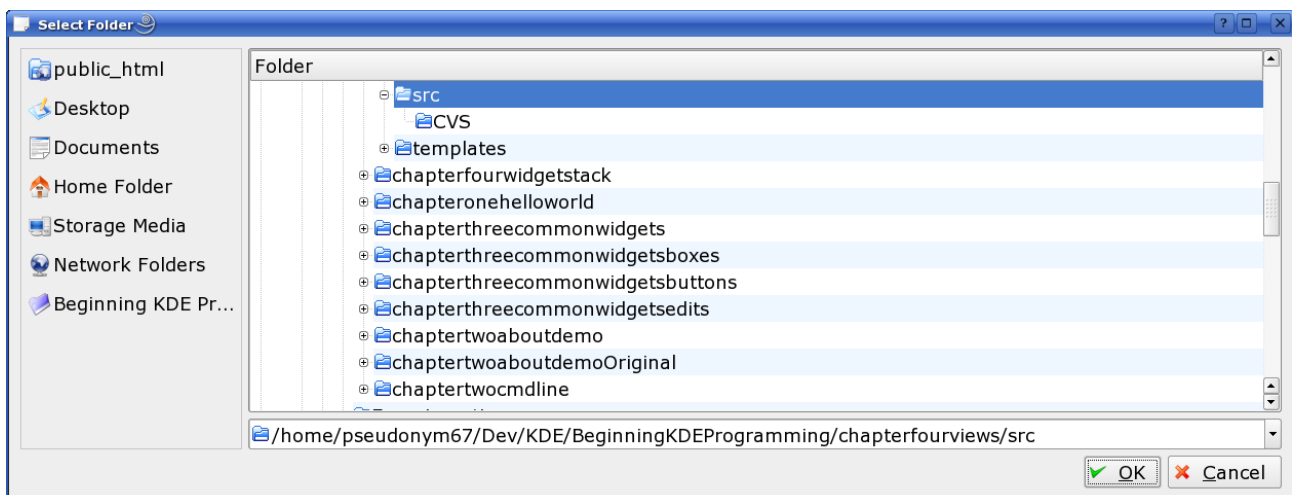 Select Folder
public_html
Desktop
Documents
Home Folder
Storage Media
Network Folders
Beginning KDE Pr...
Folder
src
CVS
templates
chapterfourwidgetstack
chapteronehelloworld
chapterthreecommonwidgets
chapterthreecommonwidgetsboxes
chapterthreecommonwidgetsbuttons
chapterthreecommonwidgetsedits
chaptertwoaboutdemo
chaptertwoaboutdemoOriginal
chaptertwocmdline
/home/pseudonym67/Dev/KDE/BeginningKDEProgramming/chapterfourviews/src
OK Cancel